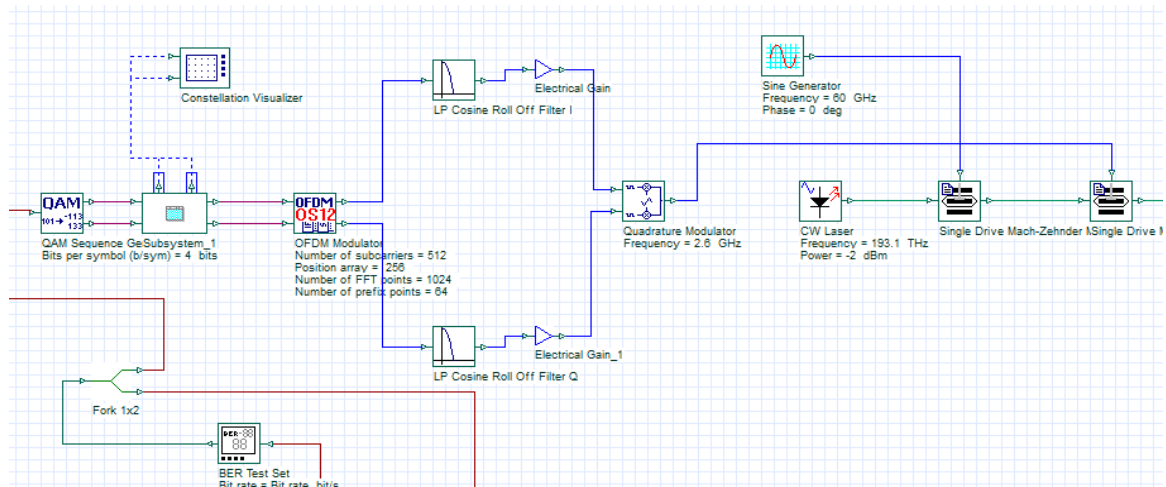 Constellation Visualizer
LP Cosine Roll Off Filter I
Electrical Gain
Sine Generator
Frequency = 60 GHz
Phase = 0 deg
QAM
101 -113
133
QAM Sequence GeSubsystem_1
Bits per symbol (b/sym) = 4 bits
OFDM
OS12
OFDM Modulator
Number of subcarriers = 512
Position array = 256
Number of FFT points = 1024
Number of prefix points = 64
Quadrature Modulator
Frequency = 2.6 GHz
CW Laser
Frequency = 193.1 THz
Power = -2 dBm
Single Drive Mach-Zehnder M
Single Drive M
LP Cosine Roll Off Filter Q
Electrical Gain_1
Fork 1x2
BER-88
88
BER Test Set
Bit rate = Bit rate bit/s